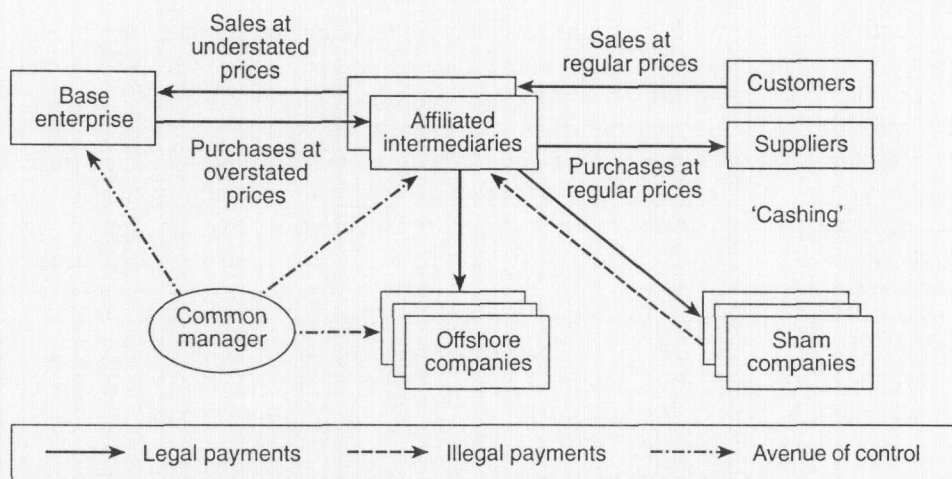 Sales at
understated
prices
Sales at
regular prices
Base
enterprise
Customers
Affiliated
intermediaries
Suppliers
Purchases at
overstated
prices
Purchases at
regular prices
'Cashing'
Common
manager
Offshore
companies
Sham
companies
Legal payments
Illegal payments
Avenue of control